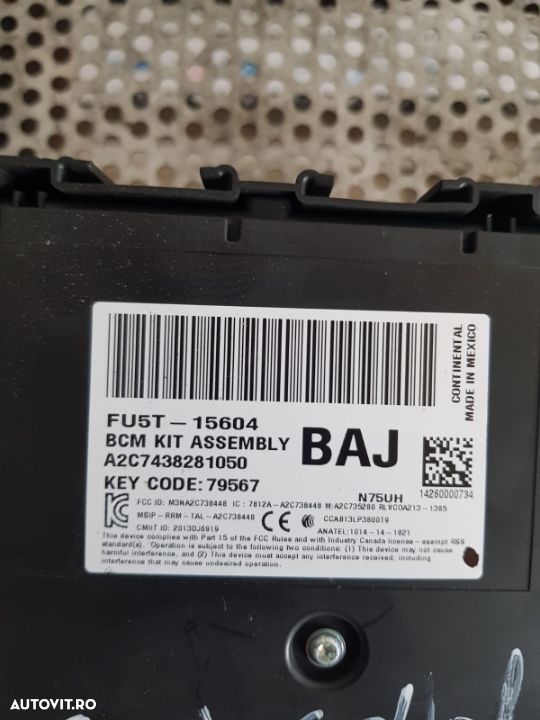 FU5T-15604
BCM KIT ASSEMBLY
A2C7438281050
BAJ
KEY CODE:79567
N75UH
14260000734
CONTINENTAL
MADE IN MEXICO
FCC ID: M3NA2C738448 IC: 7812A-A2C738448 M:A2C735280 RLVCOA213-1385
MSIP-RRM-TAL-A2C738448
CCAB13LP3800T9
CMIIT ID: 2013DJ6919
ANATEL:1014-14-1821
This device complies with Part 15 of the FCC Rules and with Industry Canada license-exempt RSS
standard(s). "Operation is subject to the following two conditions: (1) This device may not cause
harmful interference, and (2) This device must accept any interference received, including
interference that may cause undesired operation.
AUTOVIT.RO